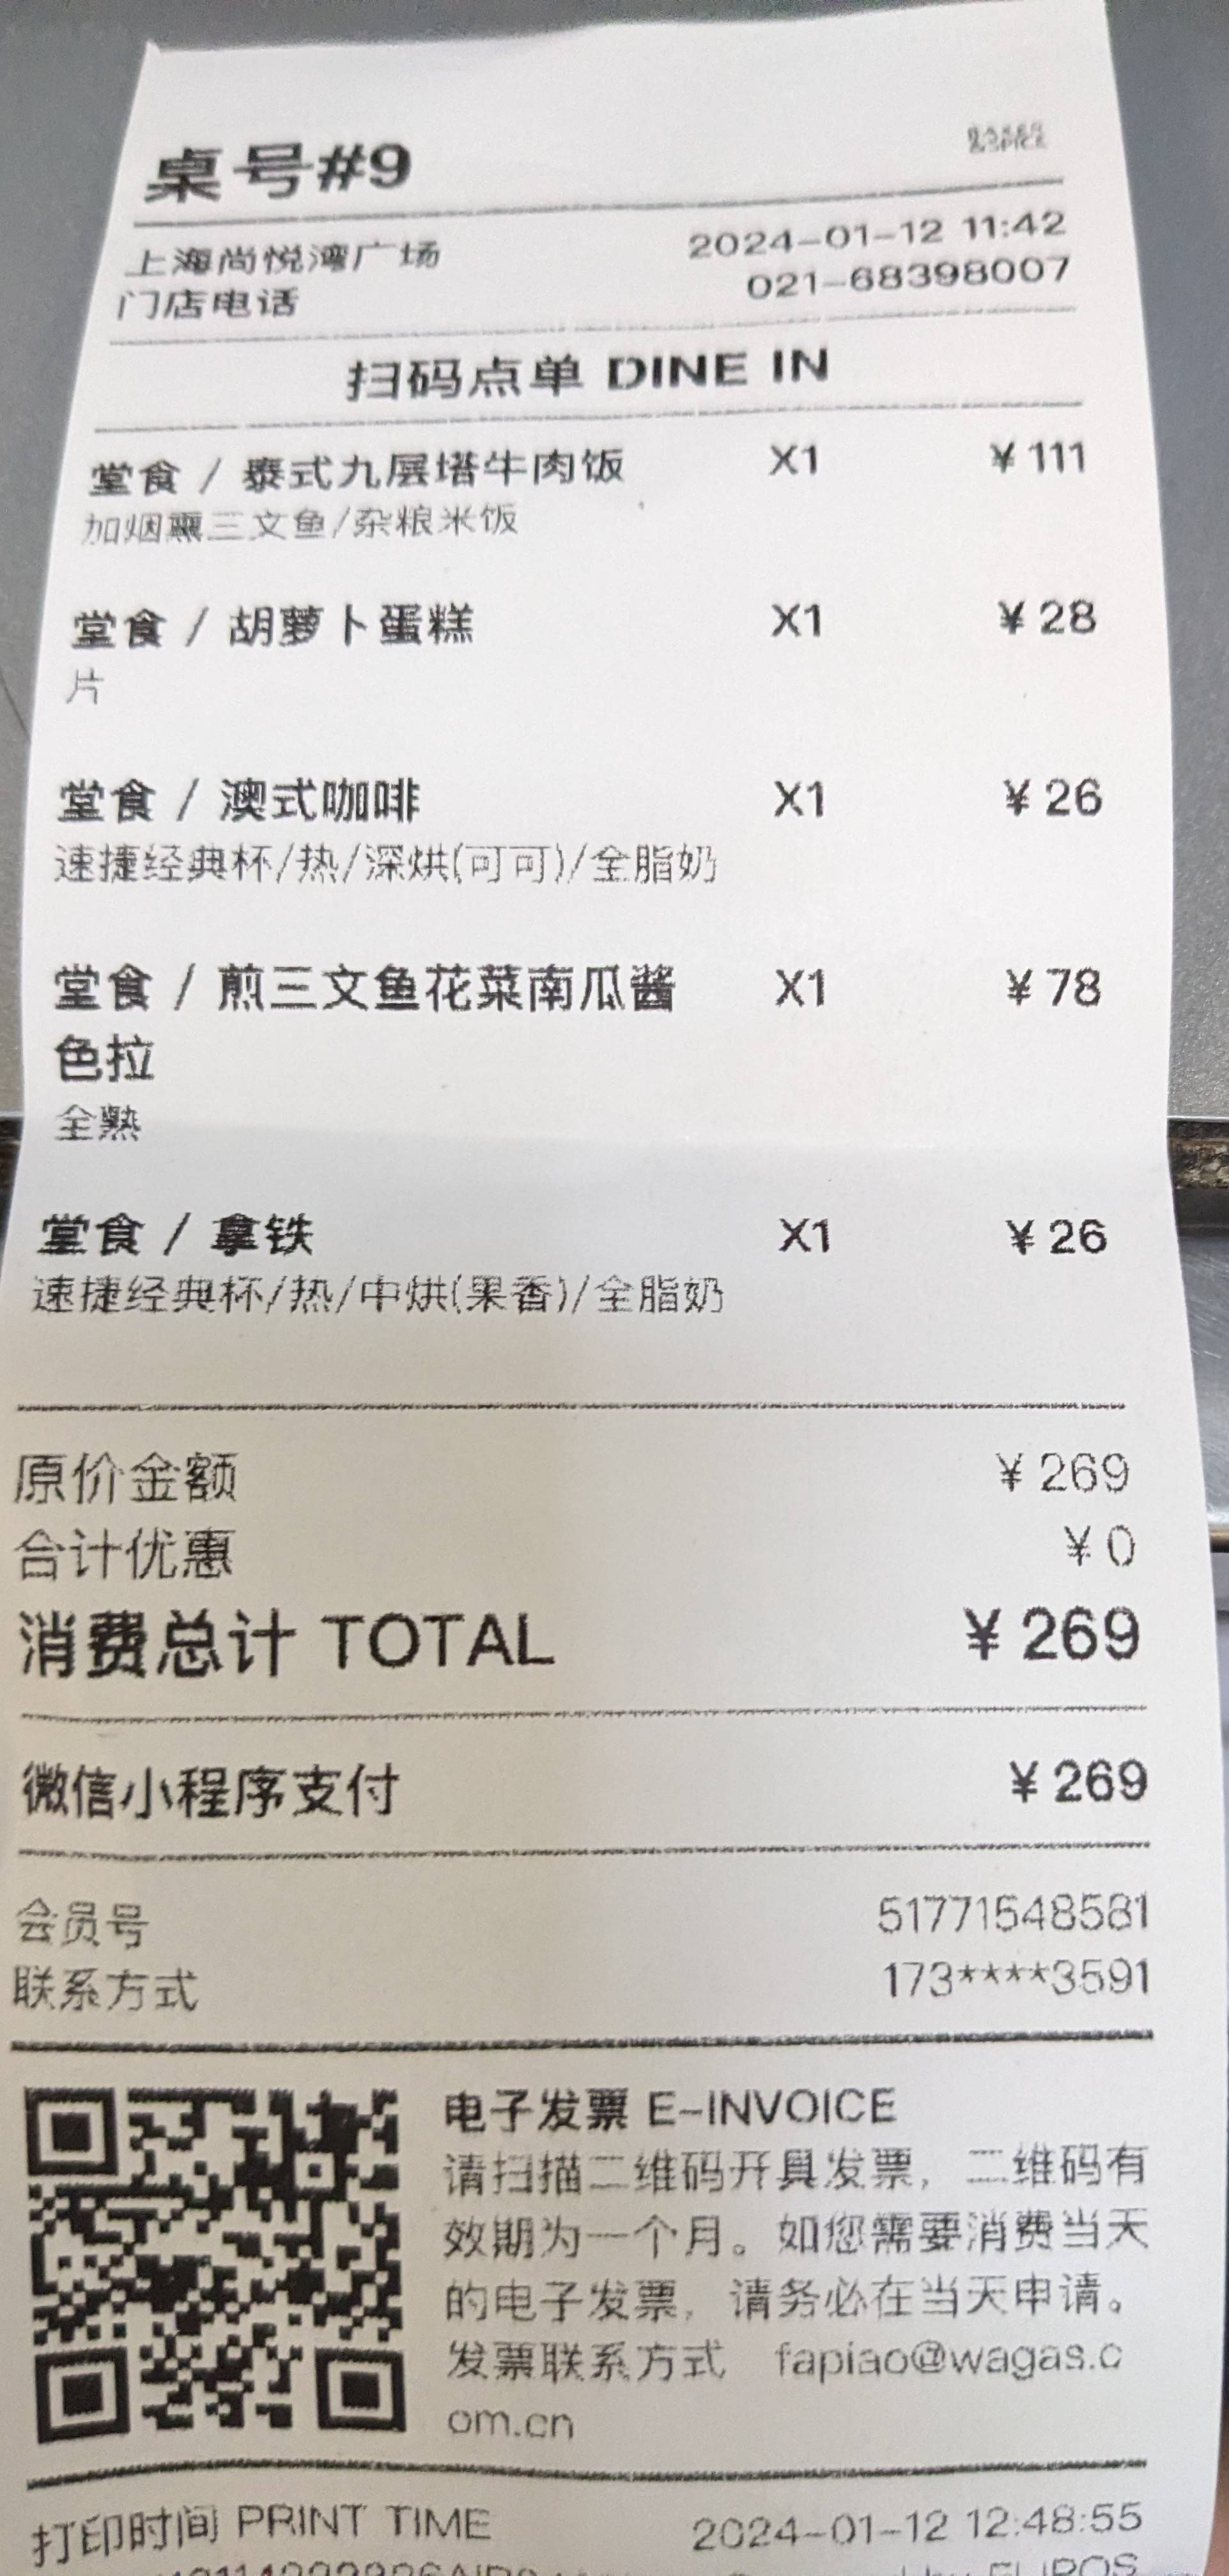 桌号#9
BAKER
&SPICE
上海尚悦湾广场 2024-01-12 11:42
门店电话 021-68398007
扫码点单 DINE IN
堂食 / 泰式九层塔牛肉饭 X1 ¥111
加烟熏三文鱼/杂粮米饭
堂食 / 胡萝卜蛋糕 X1 ¥28
片
堂食 / 澳式咖啡 X1 ¥26
速捷经典杯/热/深烘(可可)/全脂奶
堂食 / 煎三文鱼花菜南瓜酱 X1 ¥78
色拉
全熟
堂食 / 拿铁 X1 ¥26
速捷经典杯/热/中烘(果香)/全脂奶
原价金额 ¥269
合计优惠 ¥0
消费总计 TOTAL ¥269
微信小程序支付 ¥269
会员号 51771548581
联系方式 173****3591
电子发票 E-INVOICE
请扫描二维码开具发票，二维码有
效期为一个月。如您需要消费当天
的电子发票，请务必在当天申请。
发票联系方式 fapiao@wagas.c
om.cn
打印时间 PRINT TIME 2024-01-12 12:48:55